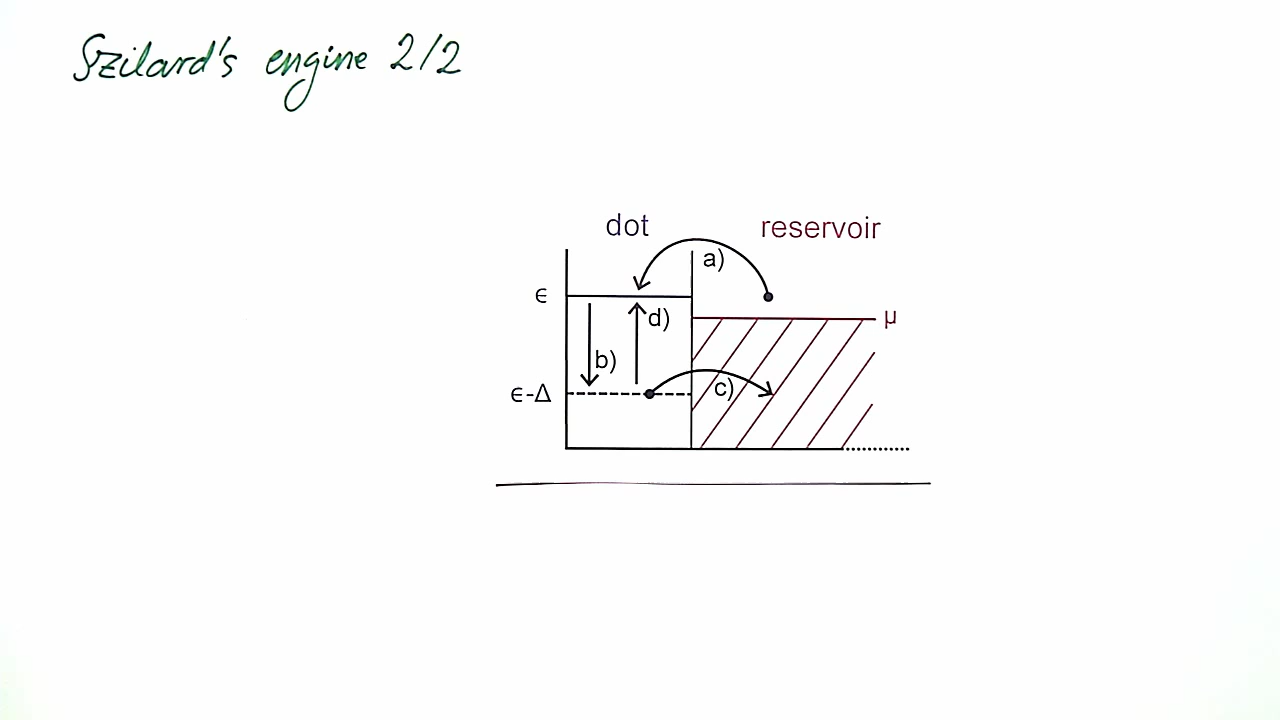 Szilard's engine 2/2
dot reservoir
a)
ϵ
d)
μ
b)
c)
ϵ-Δ